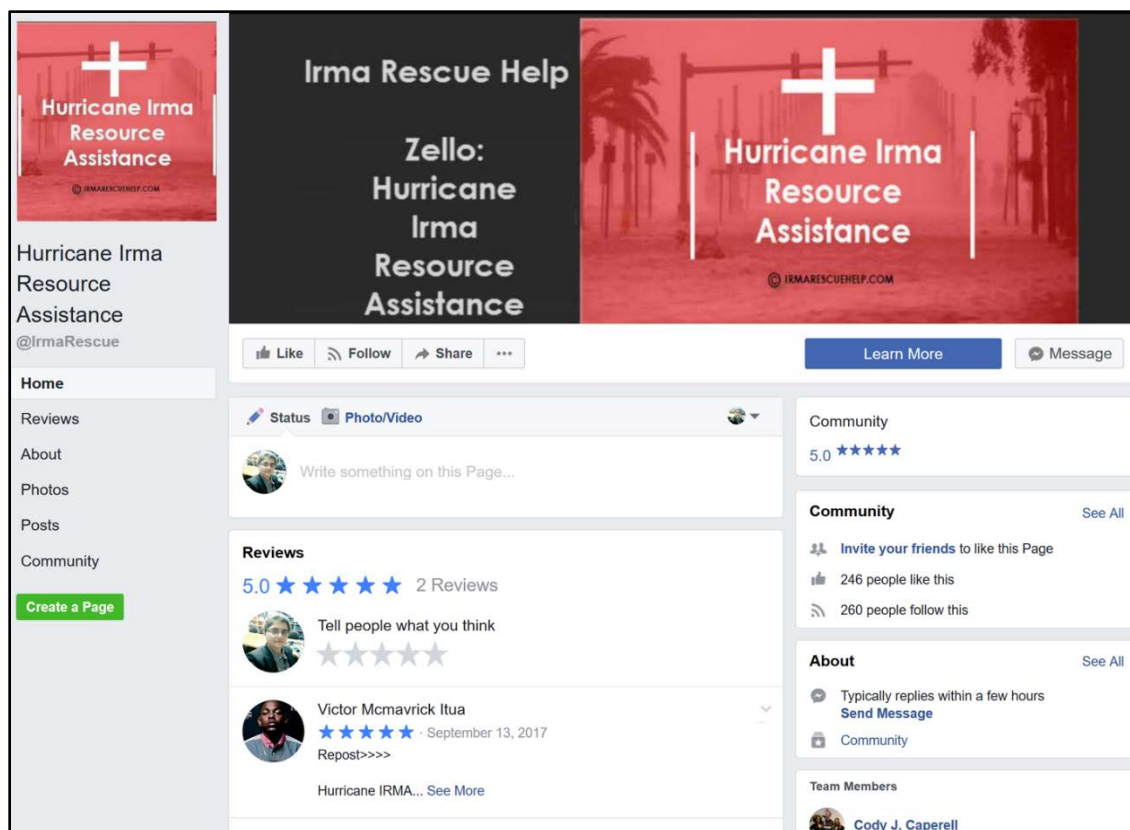 Hurricane Irma
Resource
Assistance
© IRMARESCUEHELP.COM
Hurricane Irma
Resource
Assistance
@IrmaRescue
Home
Reviews
About
Photos
Posts
Community
Create a Page
Irma Rescue Help
Zello:
Hurricane
Irma
Resource
Assistance
Hurricane Irma
Resource
Assistance
© IRMARESCUEHELP.COM
Like Follow Share ...
Learn More Message
Status Photo/Video
Write something on this Page...
Reviews
5.0 2 Reviews
Tell people what you think
Victor Mcmavrick Itua
· September 13, 2017
Repost>>>>
Hurricane IRMA... See More
Community
5.0
Community See All
Invite your friends to like this Page
246 people like this
260 people follow this
About See All
Typically replies within a few hours
Send Message
Community
Team Members
Cody J. Caperell